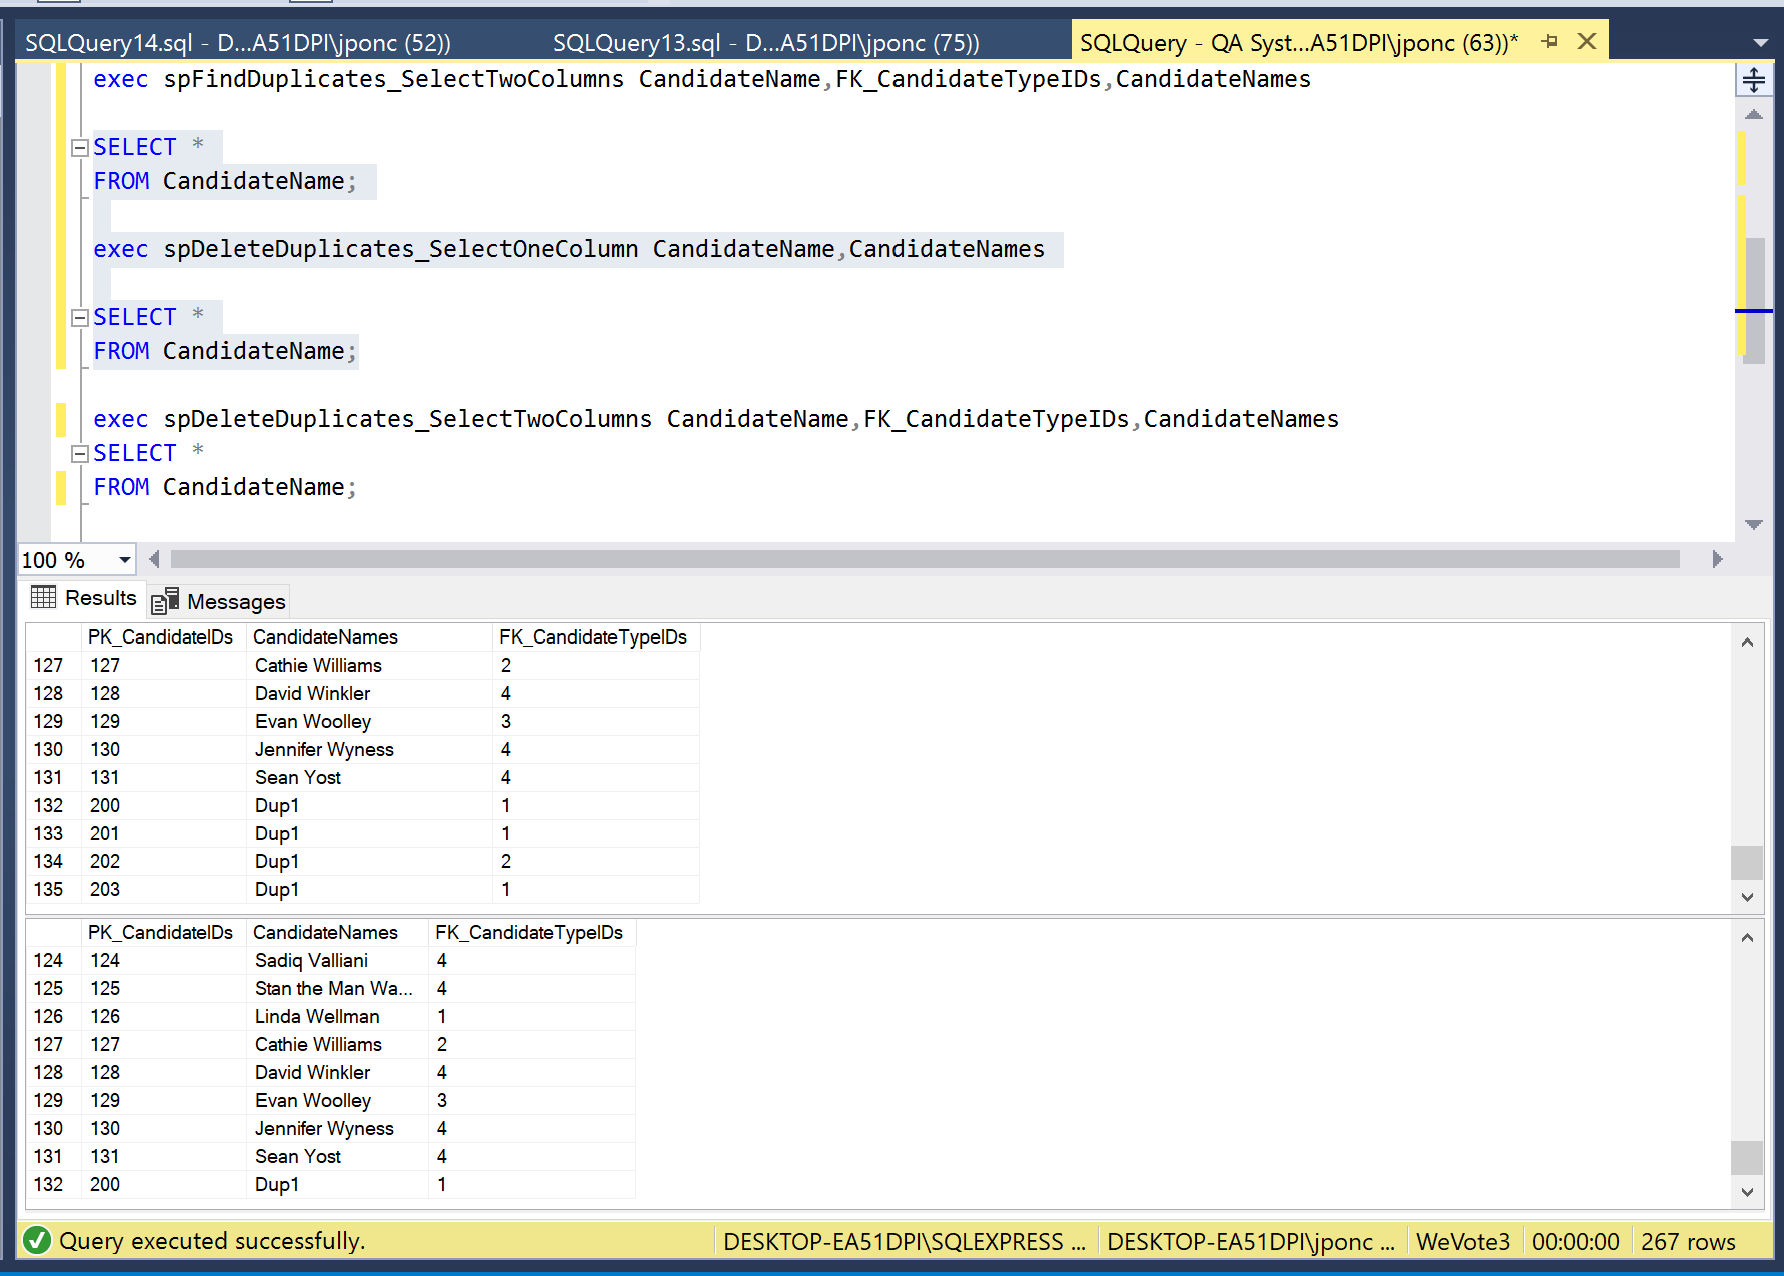 SQLQuery14.sql - D...A51DPI\jponc (52))
SQLQuery13.sql - D...A51DPI\jponc (75))
SQLQuery - QA Syst...A51DPI\jponc (63))*
exec spFindDuplicates_SelectTwoColumns CandidateName,FK_CandidateTypeIDs,CandidateNames
SELECT *
FROM CandidateName;
exec spDeleteDuplicates_SelectOneColumn CandidateName,CandidateNames
SELECT *
FROM CandidateName;
exec spDeleteDuplicates_SelectTwoColumns CandidateName,FK_CandidateTypeIDs,CandidateNames
SELECT *
FROM CandidateName;
100 %
Results Messages
PK_CandidateIDs CandidateNames FK_CandidateTypeIDs
127 127 Cathie Williams 2
128 128 David Winkler 4
129 129 Evan Woolley 3
130 130 Jennifer Wyness 4
131 131 Sean Yost 4
132 200 Dup1 1
133 201 Dup1 1
134 202 Dup1 2
135 203 Dup1 1
PK_CandidateIDs CandidateNames FK_CandidateTypeIDs
124 124 Sadiq Valliani 4
125 125 Stan the Man Wa... 4
126 126 Linda Wellman 1
127 127 Cathie Williams 2
128 128 David Winkler 4
129 129 Evan Woolley 3
130 130 Jennifer Wyness 4
131 131 Sean Yost 4
132 200 Dup1 1
Query executed successfully. DESKTOP-EA51DPI\SQLEXPRESS ... DESKTOP-EA51DPI\jponc ... WeVote3 00:00:00 267 rows